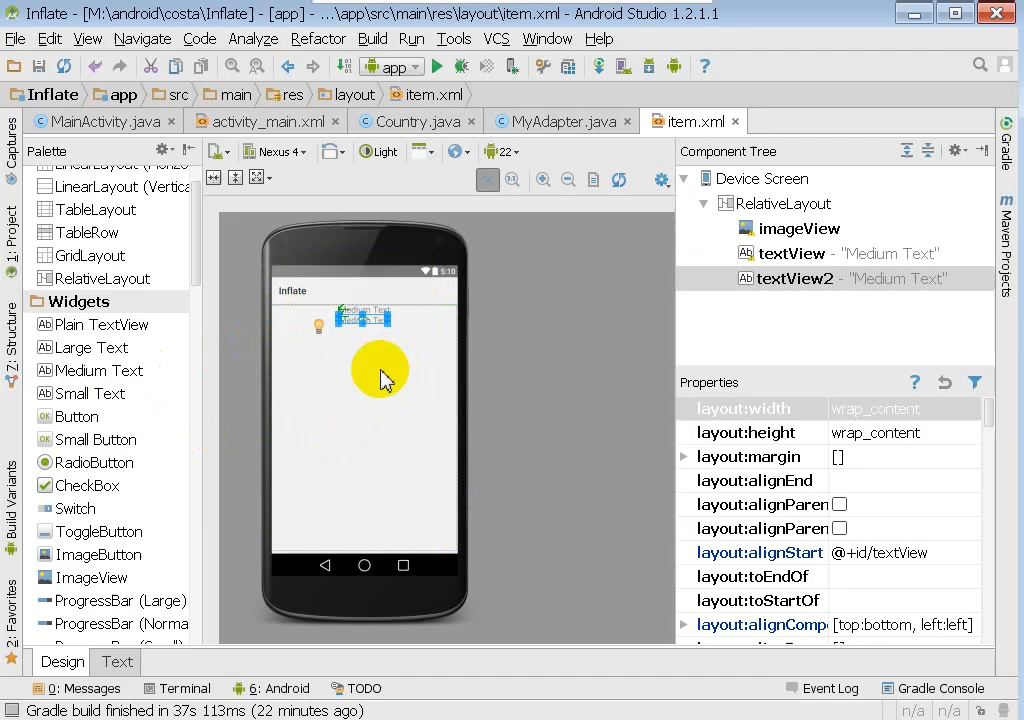 Inflate - [M:\android\costa\Inflate] - [app] - ...\app\src\main\res\layout\item.xml - Android Studio 1.2.1.1
File Edit View Navigate Code Analyze Refactor Build Run Tools VCS Window Help
app
Inflate app src main res layout item.xml
MainActivity.java activity_main.xml Country.java MyAdapter.java item.xml
Palette
Nexus 4 Light 22
Component Tree
LinearLayout (Vertica
TableLayout
TableRow
GridLayout
RelativeLayout
Widgets
Plain TextView
Large Text
Medium Text
Small Text
Button
Small Button
RadioButton
CheckBox
Switch
ToggleButton
ImageButton
ImageView
ProgressBar (Large)
ProgressBar (Norma
5:10
Inflate
Medium Text
Device Screen
RelativeLayout
imageView
textView - "Medium Text"
textView2 - "Medium Text"
Properties
layout:width wrap_content
layout:height wrap_content
layout:margin []
layout:alignEnd
layout:alignParen
layout:alignParen
layout:alignStart @+id/textView
layout:toEndOf
layout:toStartOf
layout:alignCompo [top:bottom, left:left]
Captures
1: Project
7: Structure
Build Variants
2: Favorites
Gradle
Maven Projects
Design Text
0: Messages Terminal 6: Android TODO Event Log Gradle Console
Gradle build finished in 37s 113ms (22 minutes ago) n/a n/a